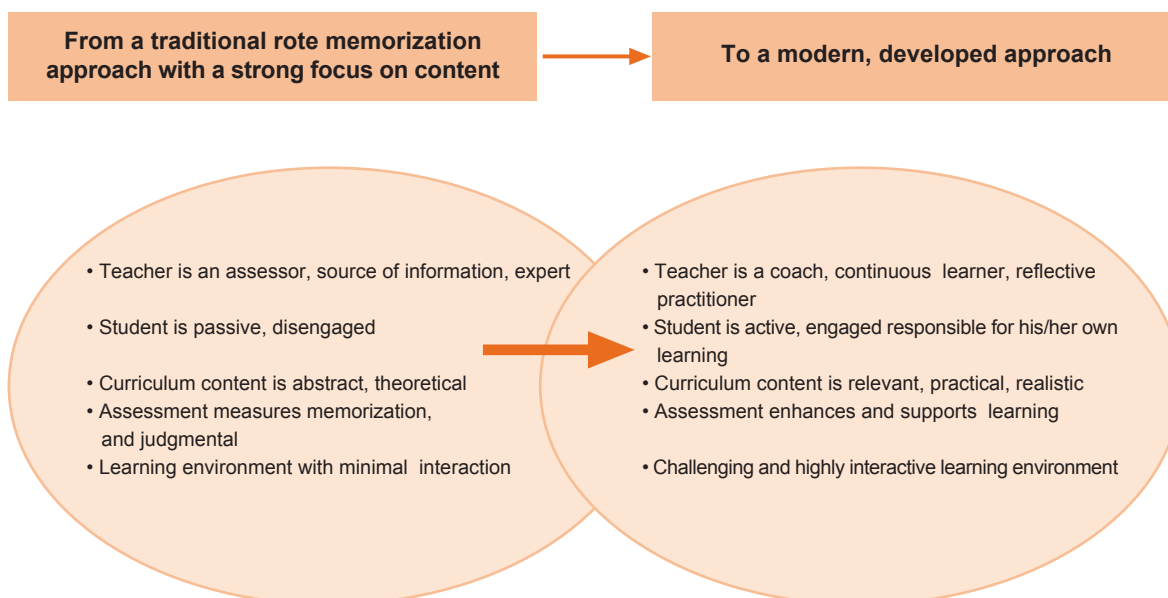 From a traditional rote memorization
approach with a strong focus on content
To a modern, developed approach
• Teacher is an assessor, source of information, expert
• Student is passive, disengaged
• Curriculum content is abstract, theoretical
• Assessment measures memorization,
and judgmental
• Learning environment with minimal interaction
• Teacher is a coach, continuous learner, reflective
practitioner
• Student is active, engaged responsible for his/her own
learning
• Curriculum content is relevant, practical, realistic
• Assessment enhances and supports learning
• Challenging and highly interactive learning environment